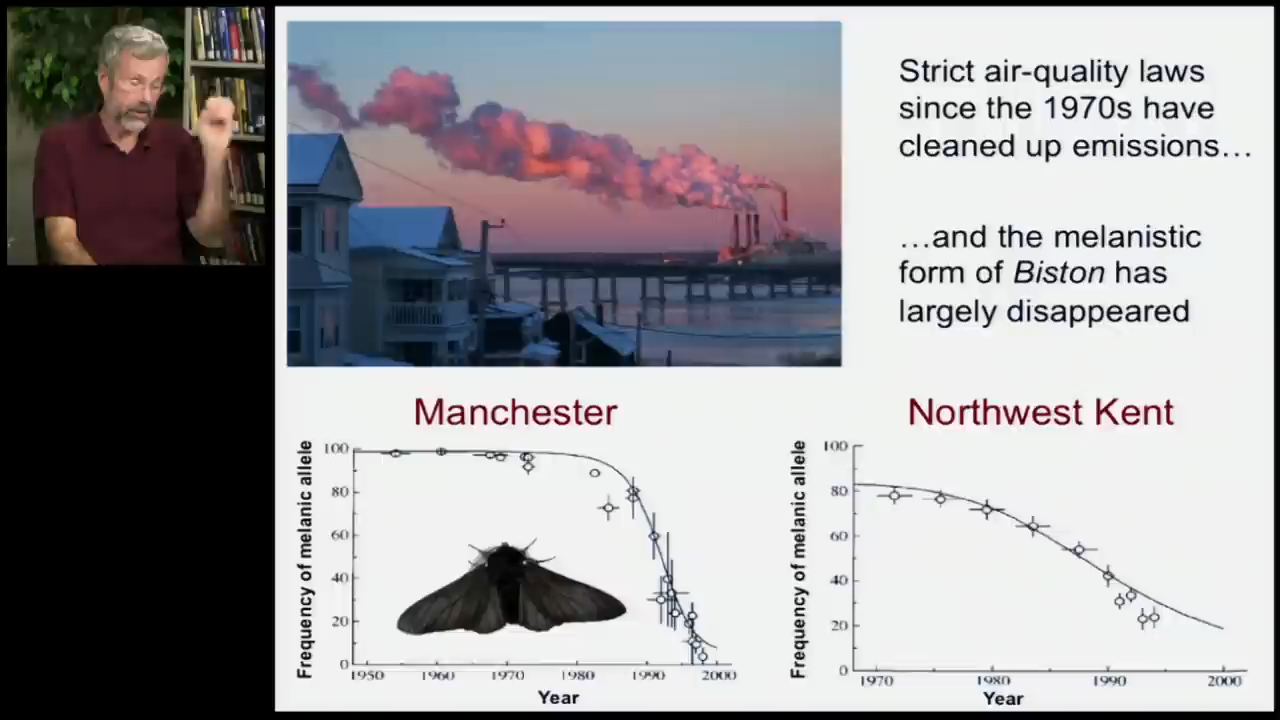 Strict air-quality laws
since the 1970s have
cleaned up emissions…
…and the melanistic
form of Biston has
largely disappeared
Manchester
Frequency of melanic allele
100
80
60
40
20
0
1950 1960 1970 1980 1990 2000
Year
Northwest Kent
Frequency of melanic allele
100
80
60
40
20
0
1970 1980 1990 2000
Year